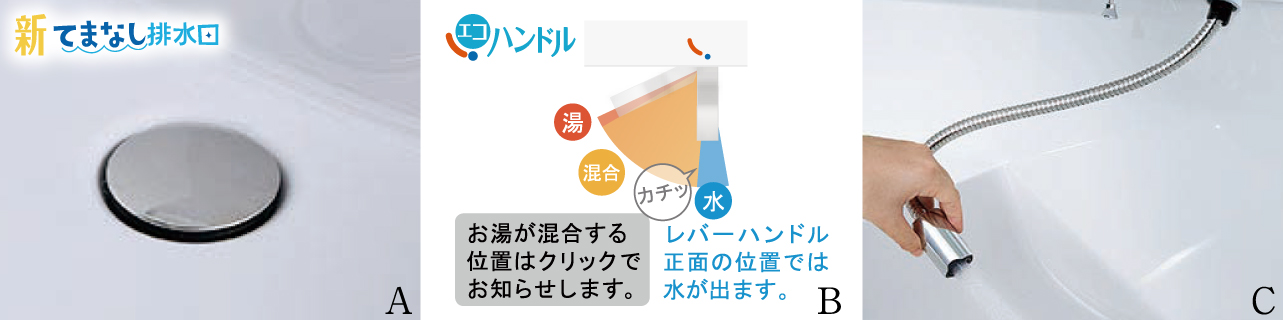 新てまなし排水口
A
エコハンドル
湯
混合
カチッ
水
お湯が混合する
位置はクリックで
お知らせします。
レバーハンドル
正面の位置では
水が出ます。
B
C